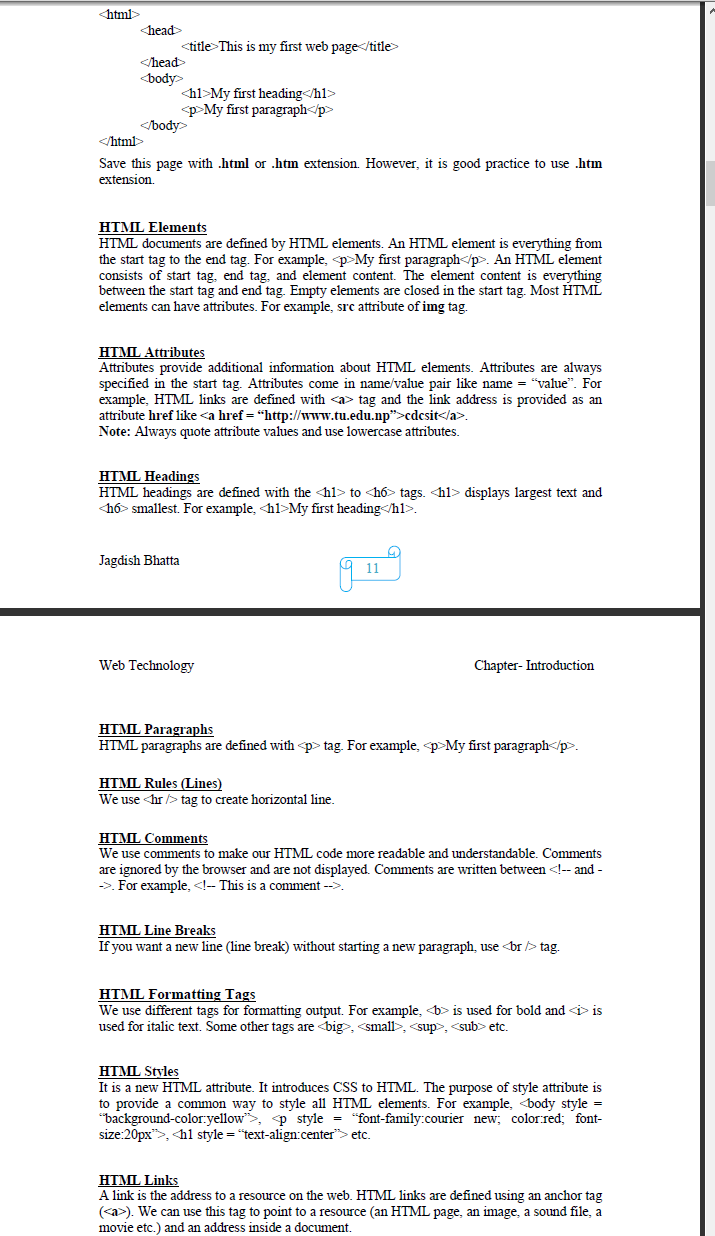 <html>
<head>
<title>This is my first web page</title>
</head>
<body>
<h1>My first heading</h1>
<p>My first paragraph</p>
</body>
</html>
Save this page with .html or .htm extension. However, it is good practice to use .htm
extension.
HTML Elements
HTML documents are defined by HTML elements. An HTML element is everything from
the start tag to the end tag. For example, <p>My first paragraph</p>. An HTML element
consists of start tag, end tag, and element content. The element content is everything
between the start tag and end tag. Empty elements are closed in the start tag. Most HTML
elements can have attributes. For example, src attribute of img tag.
HTML Attributes
Attributes provide additional information about HTML elements. Attributes are always
specified in the start tag. Attributes come in name/value pair like name = “value”. For
example, HTML links are defined with <a> tag and the link address is provided as an
attribute href like <a href = “http://www.tu.edu.np”>cdcsit</a>.
Note: Always quote attribute values and use lowercase attributes.
HTML Headings
HTML headings are defined with the <h1> to <h6> tags. <h1> displays largest text and
<h6> smallest. For example, <h1>My first heading</h1>.
Jagdish Bhatta
11
Web Technology Chapter- Introduction
HTML Paragraphs
HTML paragraphs are defined with <p> tag. For example, <p>My first paragraph</p>.
HTML Rules (Lines)
We use <hr /> tag to create horizontal line.
HTML Comments
We use comments to make our HTML code more readable and understandable. Comments
are ignored by the browser and are not displayed. Comments are written between <!-- and -
->. For example, <!-- This is a comment -->.
HTML Line Breaks
If you want a new line (line break) without starting a new paragraph, use <br /> tag.
HTML Formatting Tags
We use different tags for formatting output. For example, <b> is used for bold and <i> is
used for italic text. Some other tags are <big>, <small>, <sup>, <sub> etc.
HTML Styles
It is a new HTML attribute. It introduces CSS to HTML. The purpose of style attribute is
to provide a common way to style all HTML elements. For example, <body style =
“background-color:yellow”>, <p style = “font-family:courier new; color:red; font-
size:20px”>, <h1 style = “text-align:center”> etc.
HTML Links
A link is the address to a resource on the web. HTML links are defined using an anchor tag
(<a>). We can use this tag to point to a resource (an HTML page, an image, a sound file, a
movie etc.) and an address inside a document.